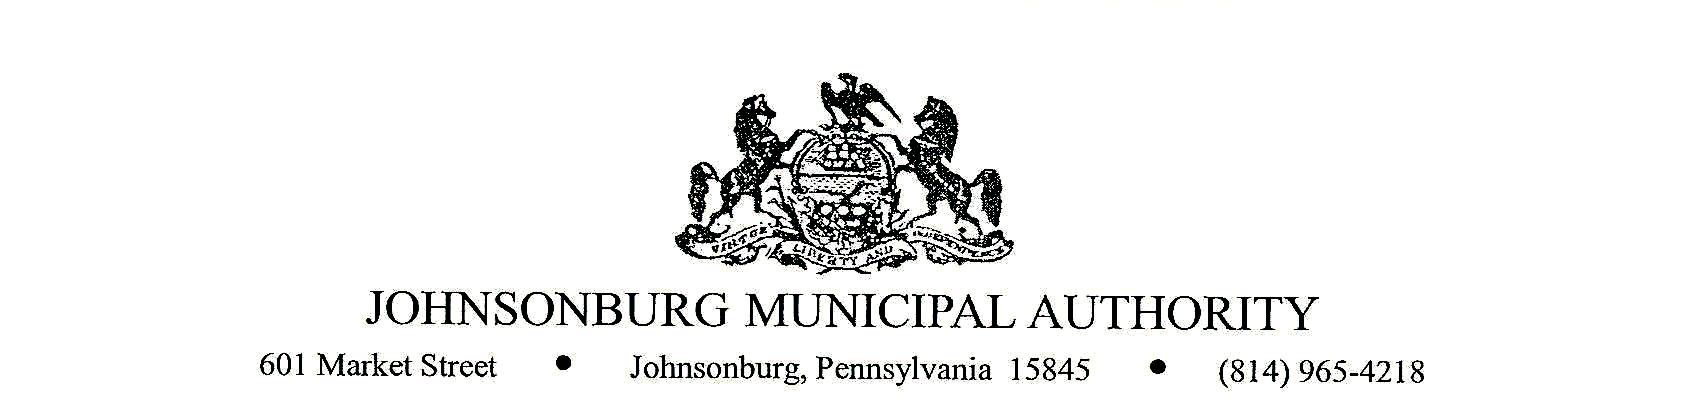 VIRTUE LIBERTY AND INDEPENDENCE
JOHNSONBURG MUNICIPAL AUTHORITY
601 Market Street • Johnsonburg, Pennsylvania 15845 • (814) 965-4218